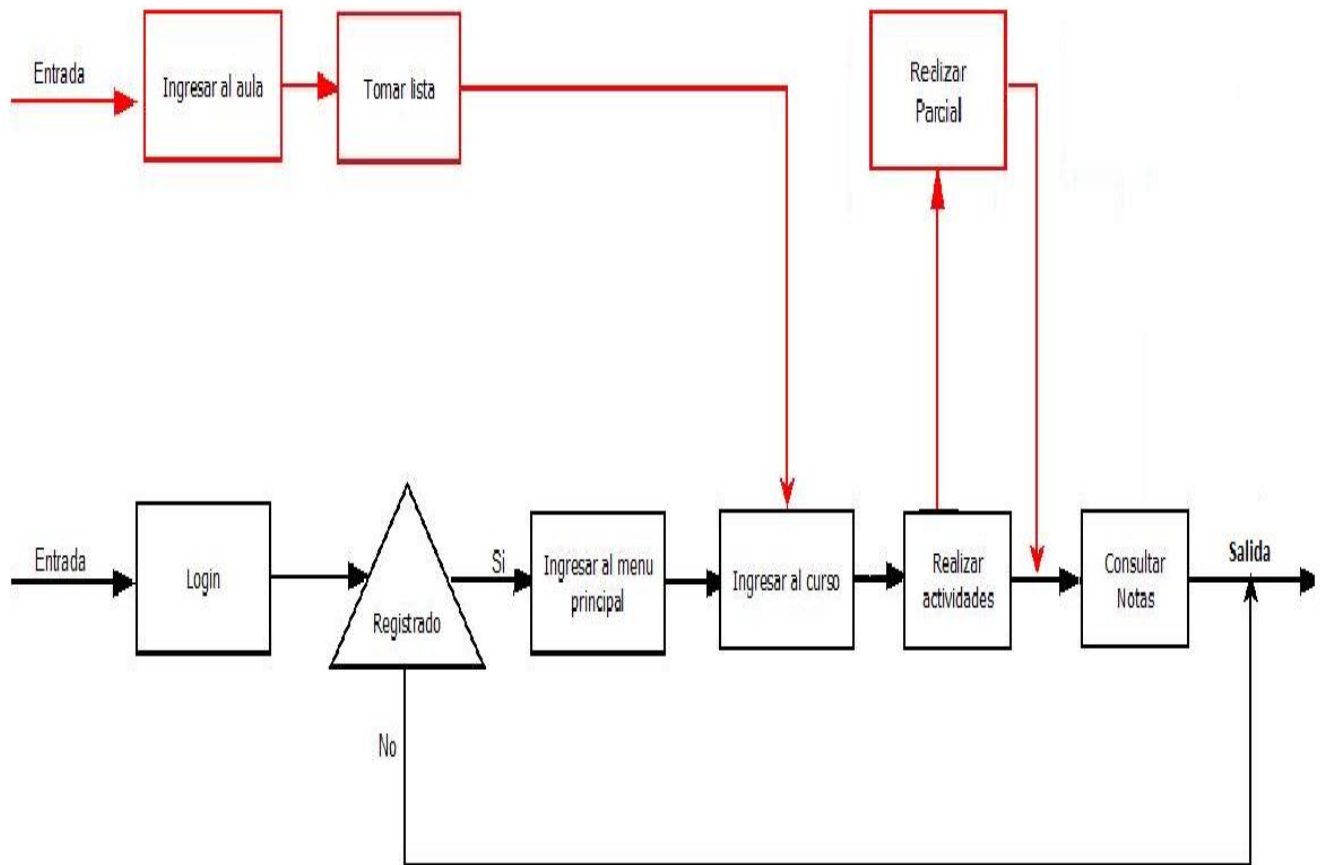 Entrada
Ingresar al aula
Tomar lista
Realizar
Parcial
Entrada
Login
Registrado
Si
Ingresar al menu
principal
Ingresar al curso
Realizar
actividades
Consultar
Notas
Salida
No